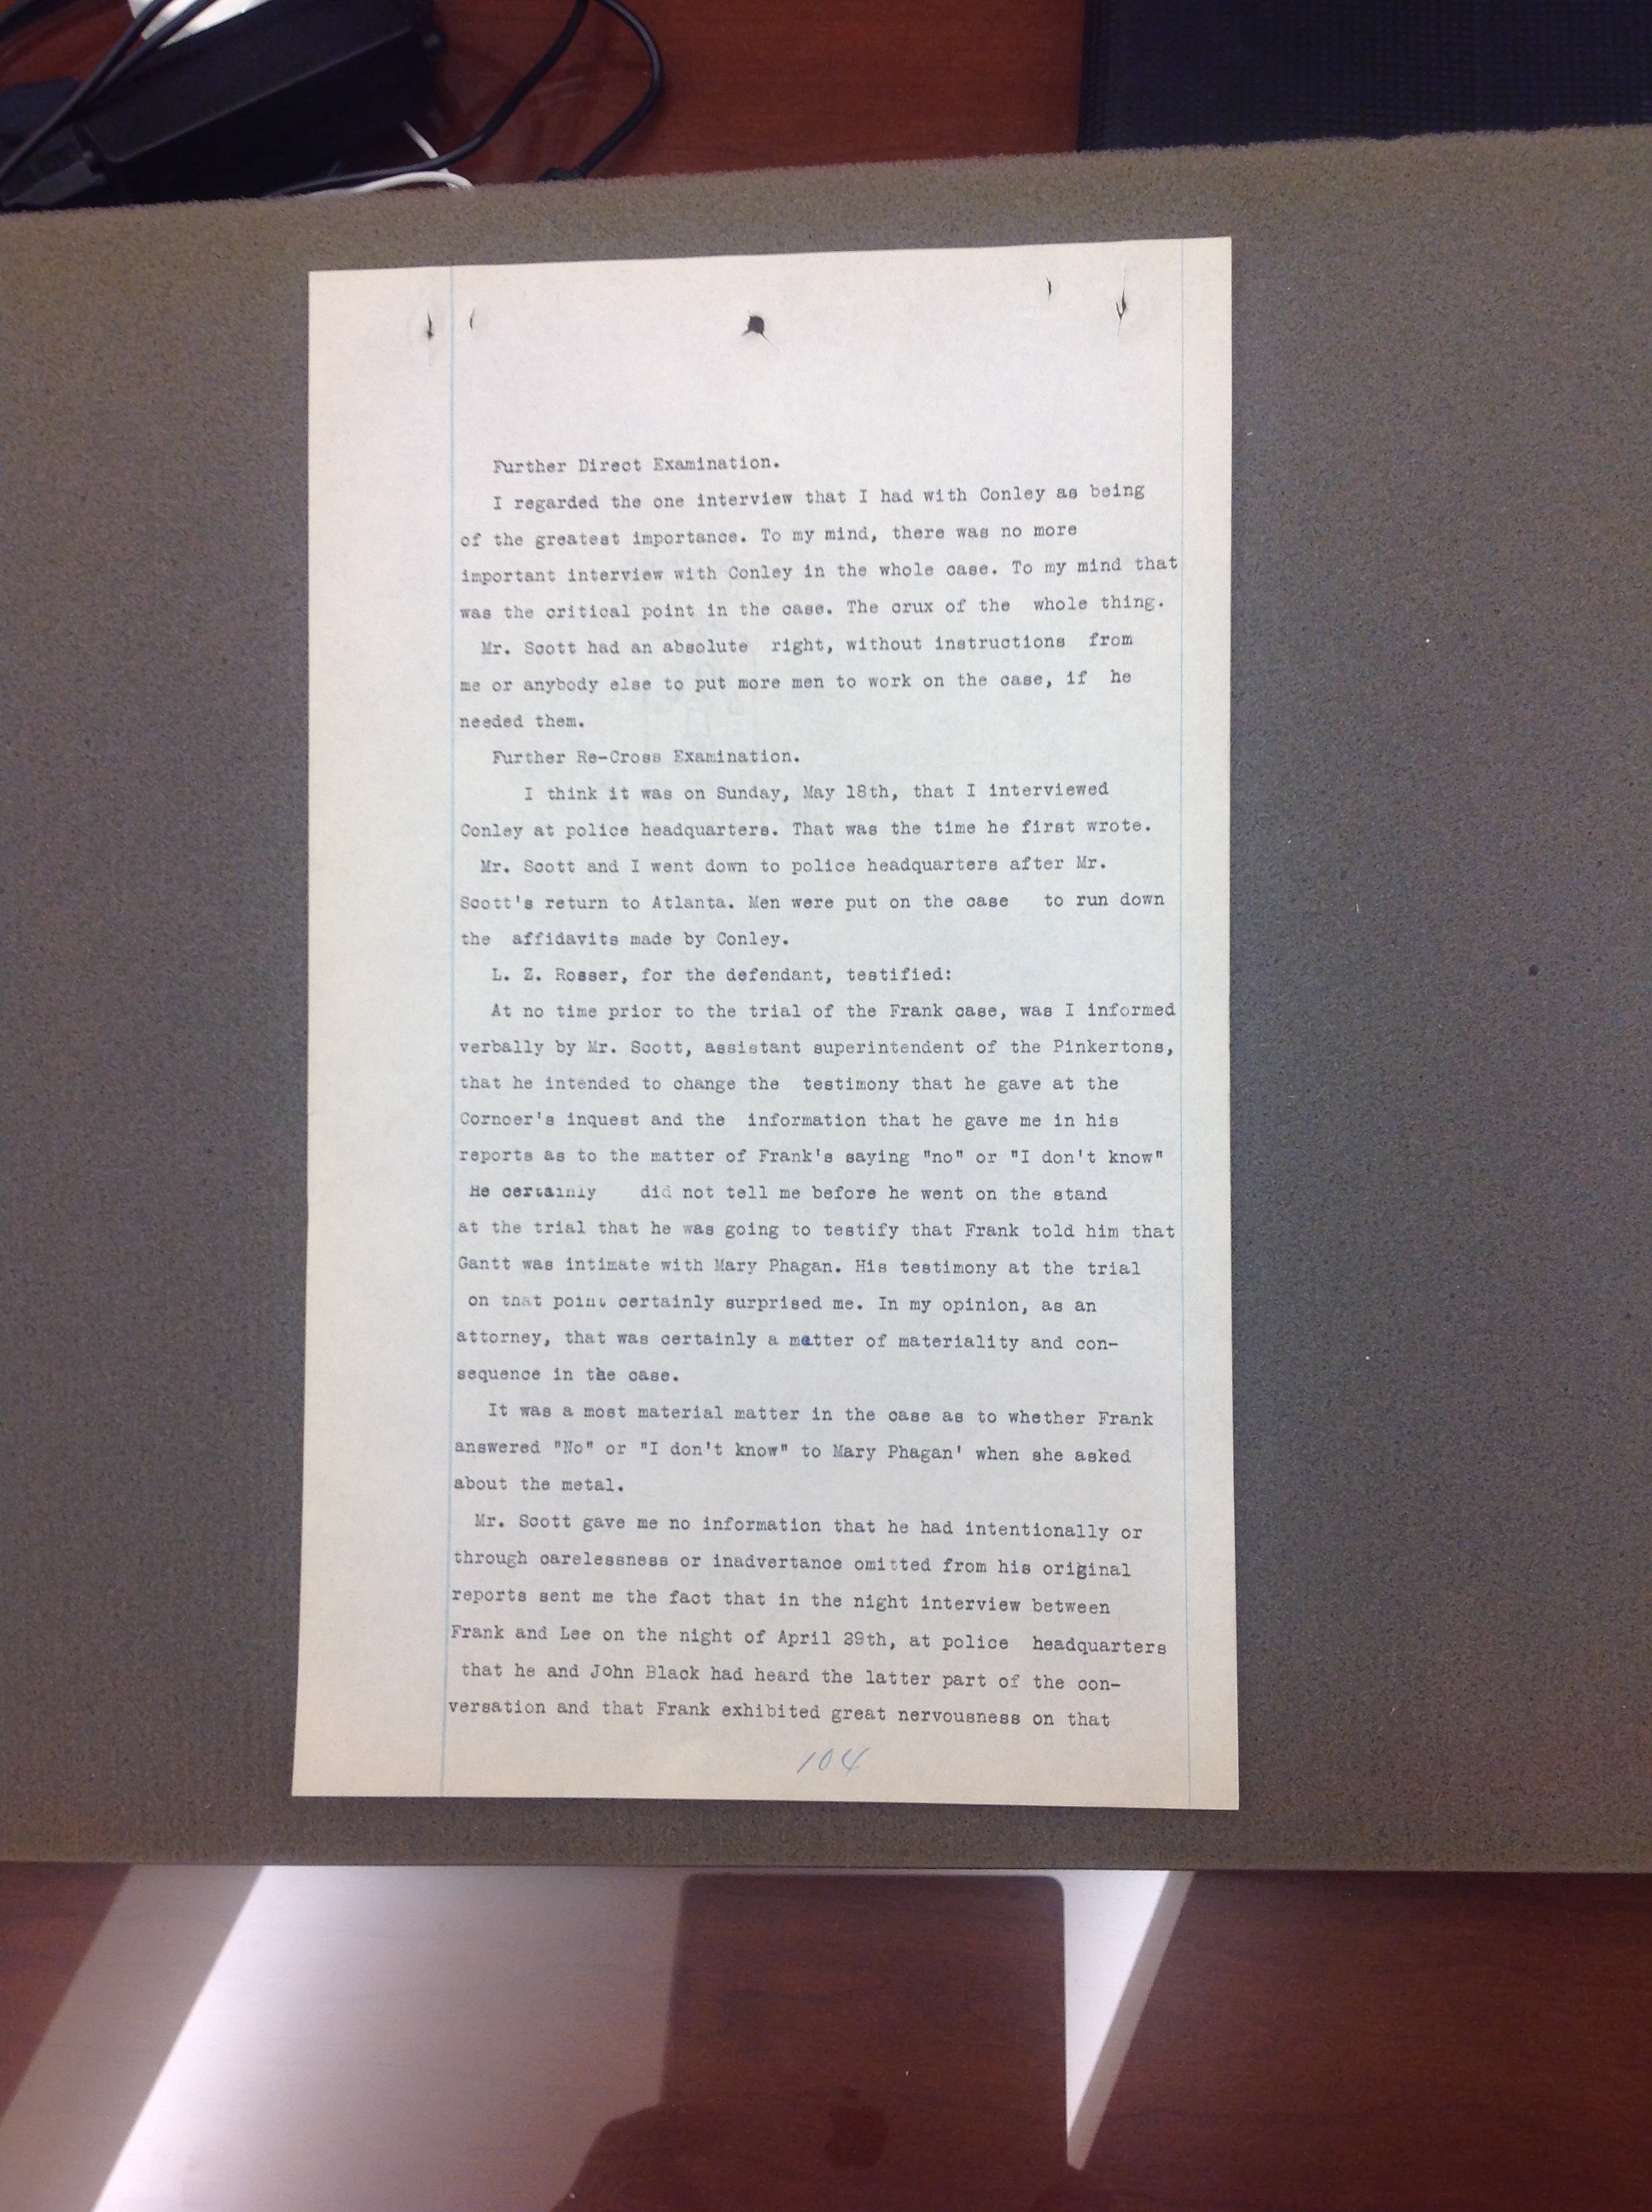 Further Direct Examination.
I regarded the one interview that I had with Conley as being
of the greatest importance. To my mind, there was no more
important interview with Conley in the whole case. To my mind that
was the critical point in the case. The crux of the whole thing.
Mr. Scott had an absolute right, without instructions from
me or anybody else to put more men to work on the case, if he
needed them.
Further Re-Cross Examination.
I think it was on Sunday, May 18th, that I interviewed
Conley at police headquarters. That was the time he first wrote.
Mr. Scott and I went down to police headquarters after Mr.
Scott's return to Atlanta. Men were put on the case to run down
the affidavits made by Conley.
L. Z. Rosser, for the defendant, testified:
At no time prior to the trial of the Frank case, was I informed
verbally by Mr. Scott, assistant superintendent of the Pinkertons,
that he intended to change the testimony that he gave at the
Cornoer's inquest and the information that he gave me in his
reports as to the matter of Frank's saying "no" or "I don't know"
He certainly did not tell me before he went on the stand
at the trial that he was going to testify that Frank told him that
Gantt was intimate with Mary Phagan. His testimony at the trial
on that point certainly surprised me. In my opinion, as an
attorney, that was certainly a matter of materiality and con-
sequence in the case.
It was a most material matter in the case as to whether Frank
answered "No" or "I don't know" to Mary Phagan' when she asked
about the metal.
Mr. Scott gave me no information that he had intentionally or
through carelessness or inadvertance omitted from his original
reports sent me the fact that in the night interview between
Frank and Lee on the night of April 29th, at police headquarters
that he and John Black had heard the latter part of the con-
versation and that Frank exhibited great nervousness on that
104